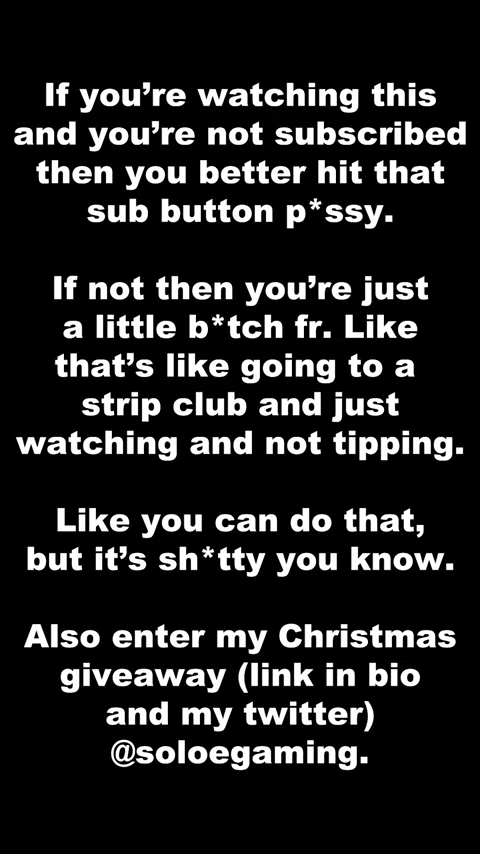 If you’re watching this
and you’re not subscribed
then you better hit that
sub button p*ssy.
If not then you’re just
a little b*tch fr. Like
that’s like going to a
strip club and just
watching and not tipping.
Like you can do that,
but it’s sh*tty you know.
Also enter my Christmas
giveaway (link in bio
and my twitter)
@soloegaming.